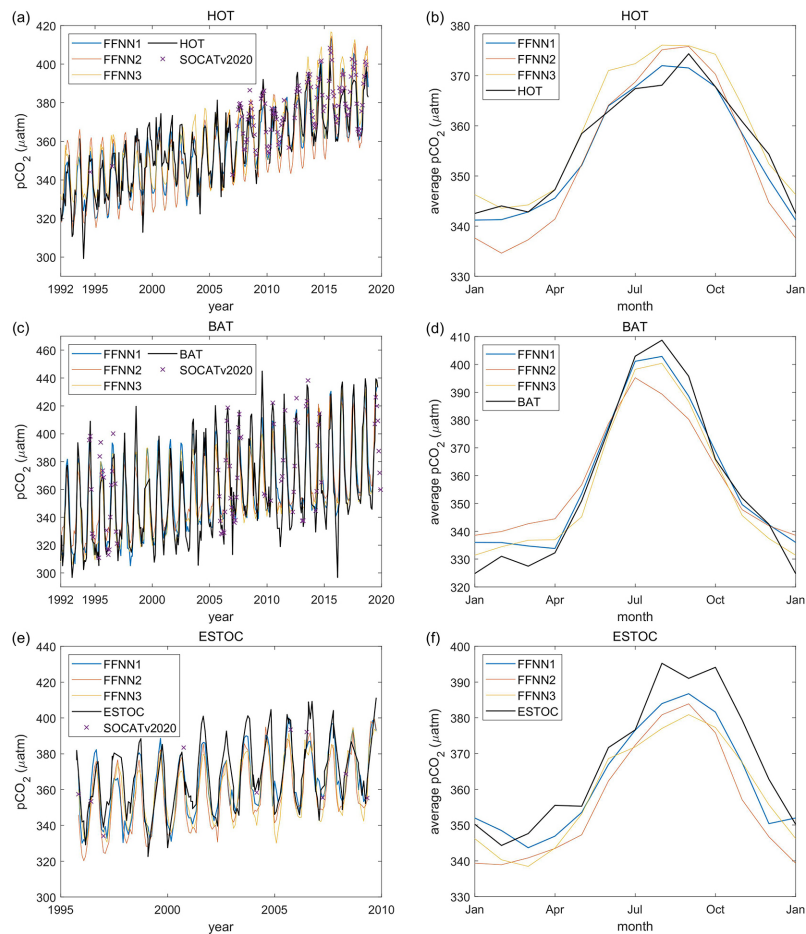 (a)
HOT
FFNN1
FFNN2
FFNN3
HOT
SOCATv2020
420
400
380
360
340
320
300
pCO2 (μatm)
1992 1995 2000 2005 2010 2015 2020
year
(b)
HOT
FFNN1
FFNN2
FFNN3
HOT
370
360
350
340
330
average pCO2 (μatm)
Jan Apr Jul Oct Jan
month
(c)
BAT
FFNN1
FFNN2
FFNN3
BAT
SOCATv2020
460
440
420
400
380
360
340
320
300
pCO2 (μatm)
1992 1995 2000 2005 2010 2015 2020
year
(d)
BAT
FFNN1
FFNN2
FFNN3
BAT
410
400
390
380
370
360
350
340
330
320
average pCO2 (μatm)
Jan Apr Jul Oct Jan
month
(e)
ESTOC
FFNN1
FFNN2
FFNN3
ESTOC
SOCATv2020
440
420
400
380
360
340
320
300
pCO2 (μatm)
1995 2000 2005 2010
year
(f)
ESTOC
FFNN1
FFNN2
FFNN3
ESTOC
400
390
380
370
360
350
340
330
average pCO2 (μatm)
Jan Apr Jul Oct Jan
month